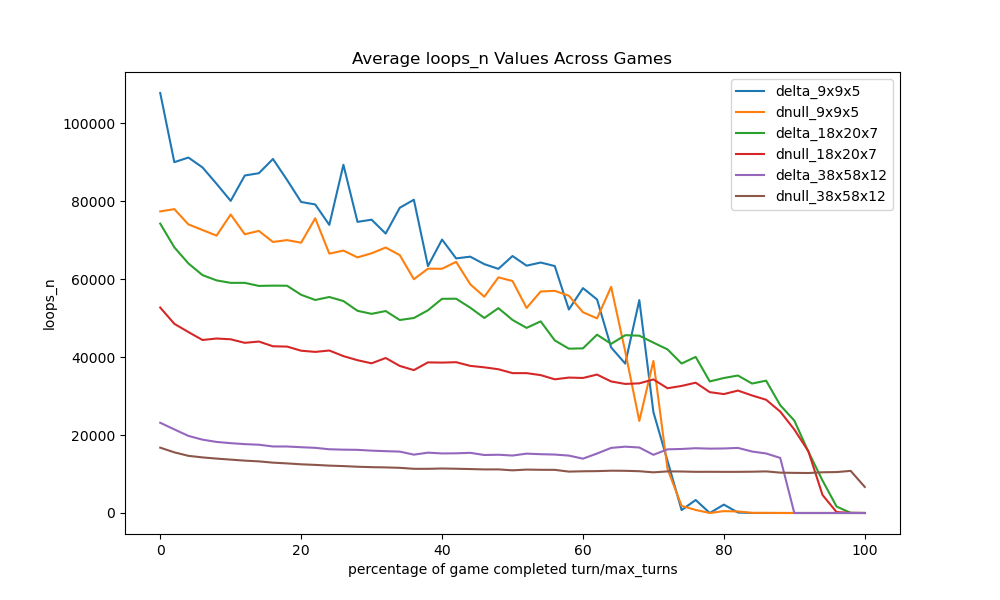 Average loops_n Values Across Games
delta_9x9x5
dnull_9x9x5
delta_18x20x7
dnull_18x20x7
delta_38x58x12
dnull_38x58x12
loops_n
100000
80000
60000
40000
20000
0
0 20 40 60 80 100
percentage of game completed turn/max_turns